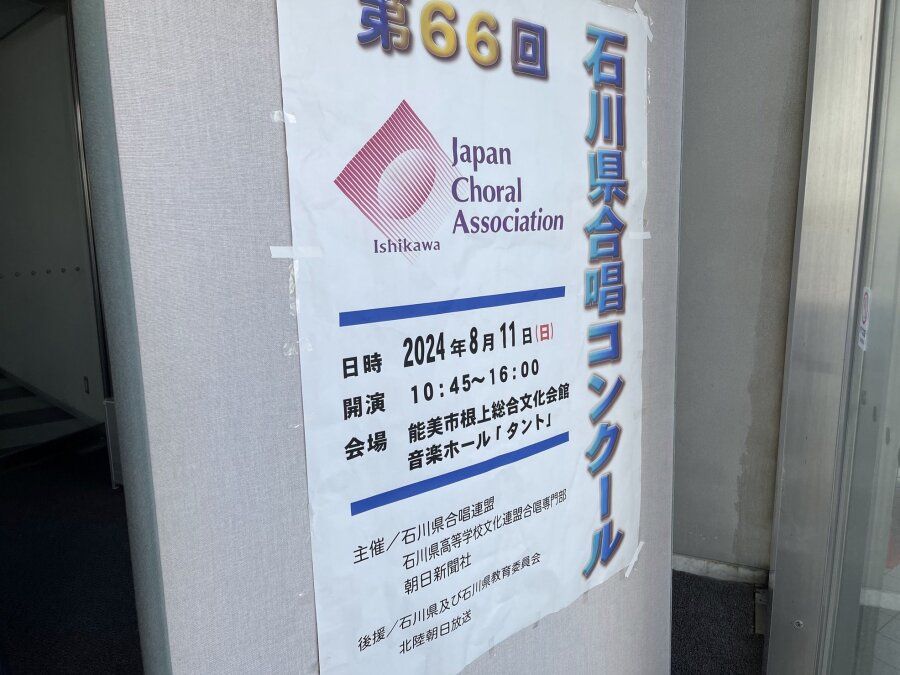 第66回
石川県合唱コンクール
Japan
Choral
Association
Ishikawa
日時 2024年8月11日(日)
開演 10:45～16:00
会場 能美市根上総合文化会館
音楽ホール「タント」
主催／石川県合唱連盟
石川県高等学校文化連盟合唱専門部
朝日新聞社
後援／石川県及び石川県教育委員会
北陸朝日放送